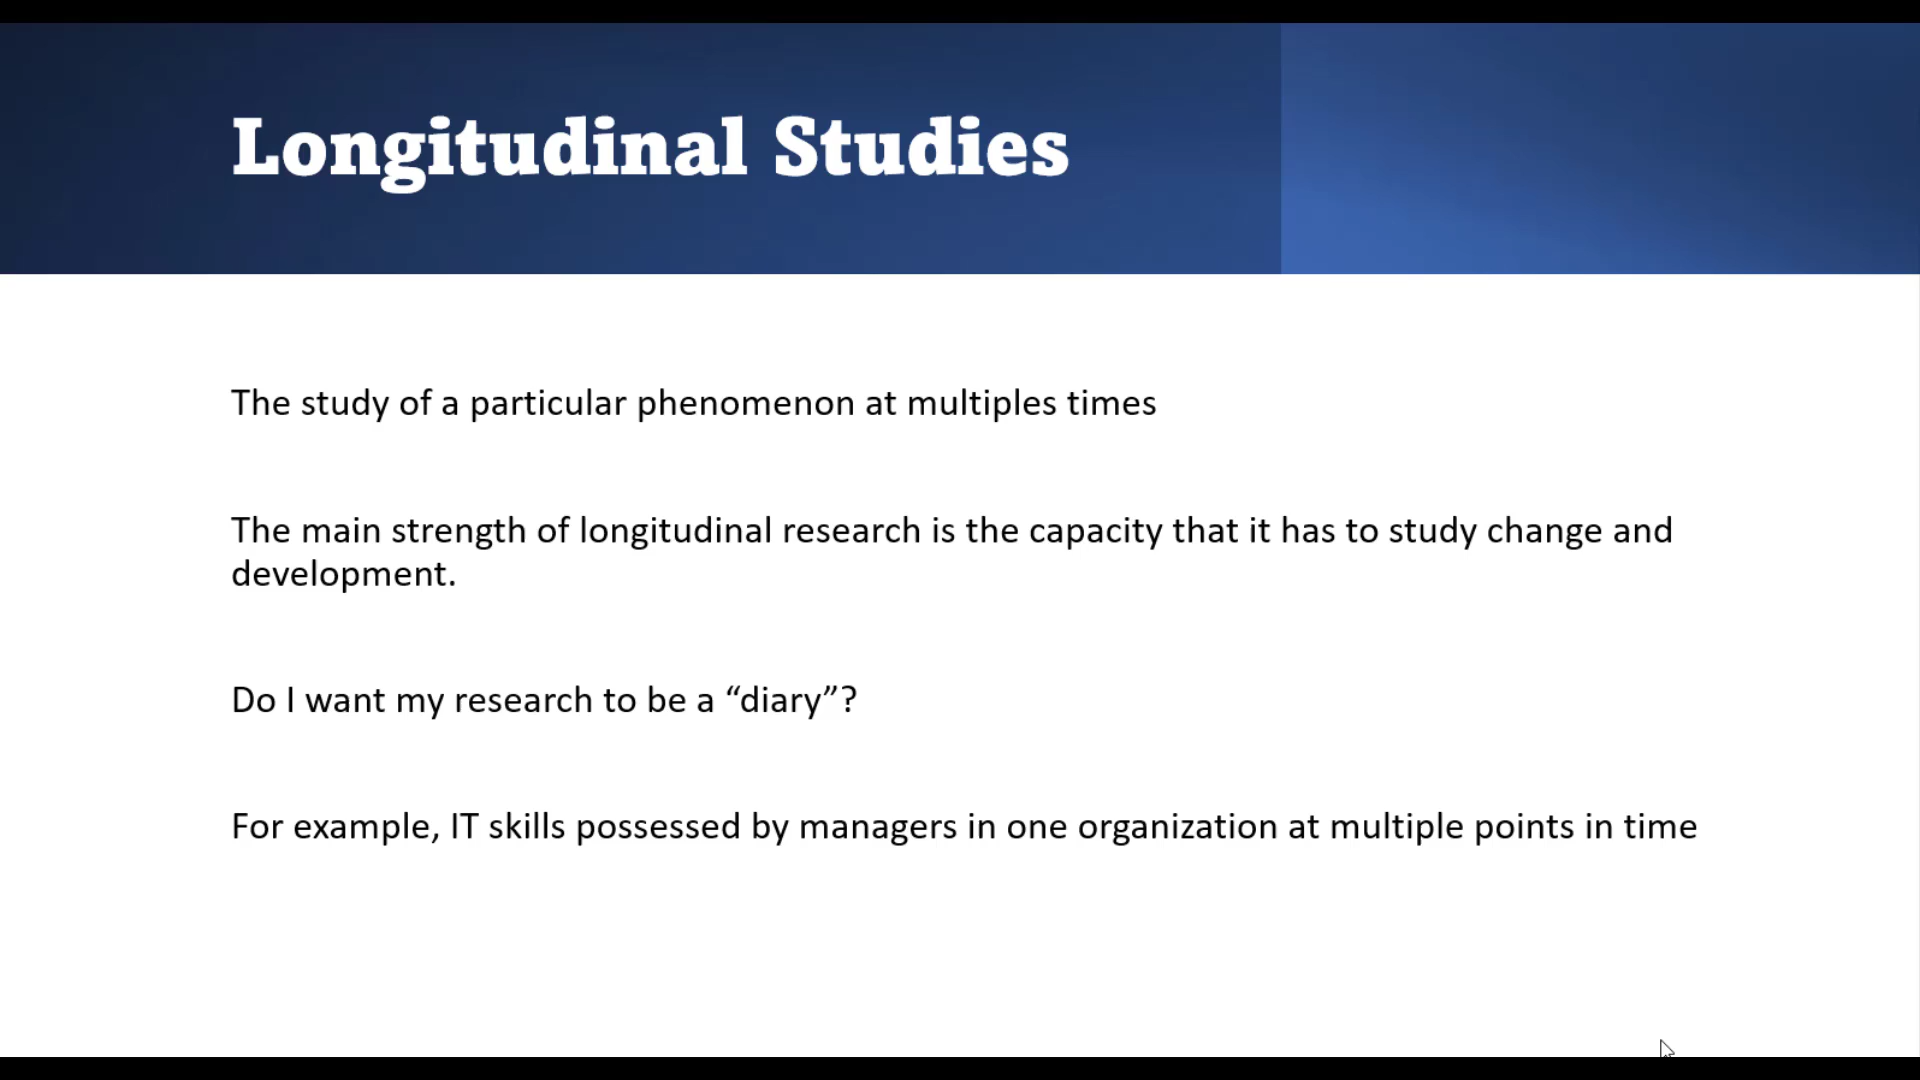 Longitudinal Studies
The study of a particular phenomenon at multiples times
The main strength of longitudinal research is the capacity that it has to study change and
development.
Do I want my research to be a “diary”?
For example, IT skills possessed by managers in one organization at multiple points in time